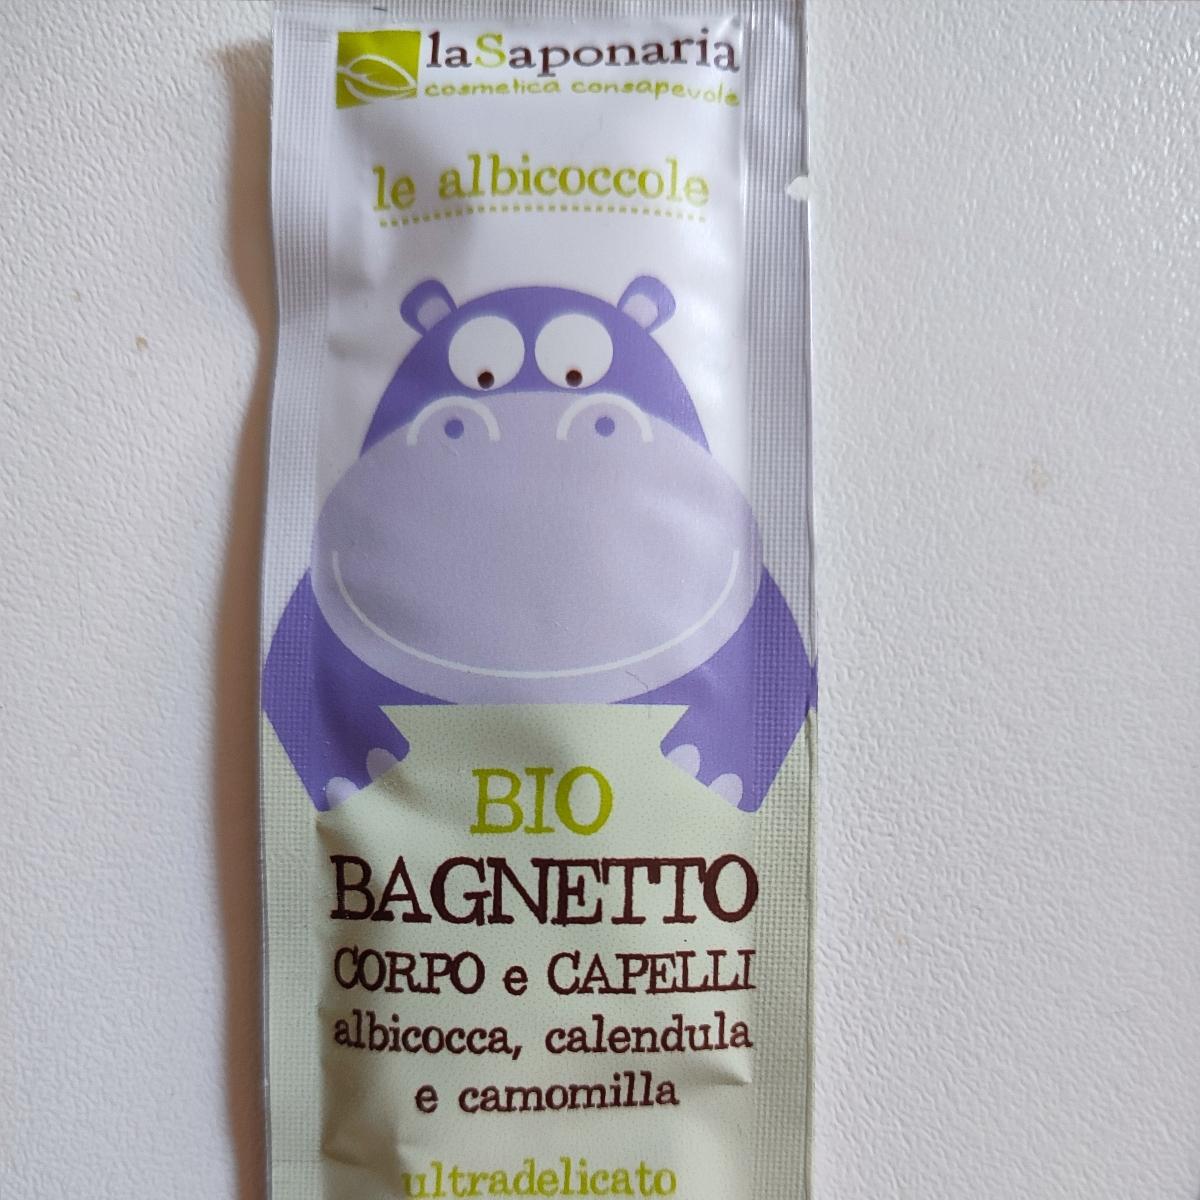 laSaponaria
cosmetica consapevole
le albicoccole
BIO
BAGNETTO
CORPO e CAPELLI
albicocca, calendula
e camomilla
ultradelicato